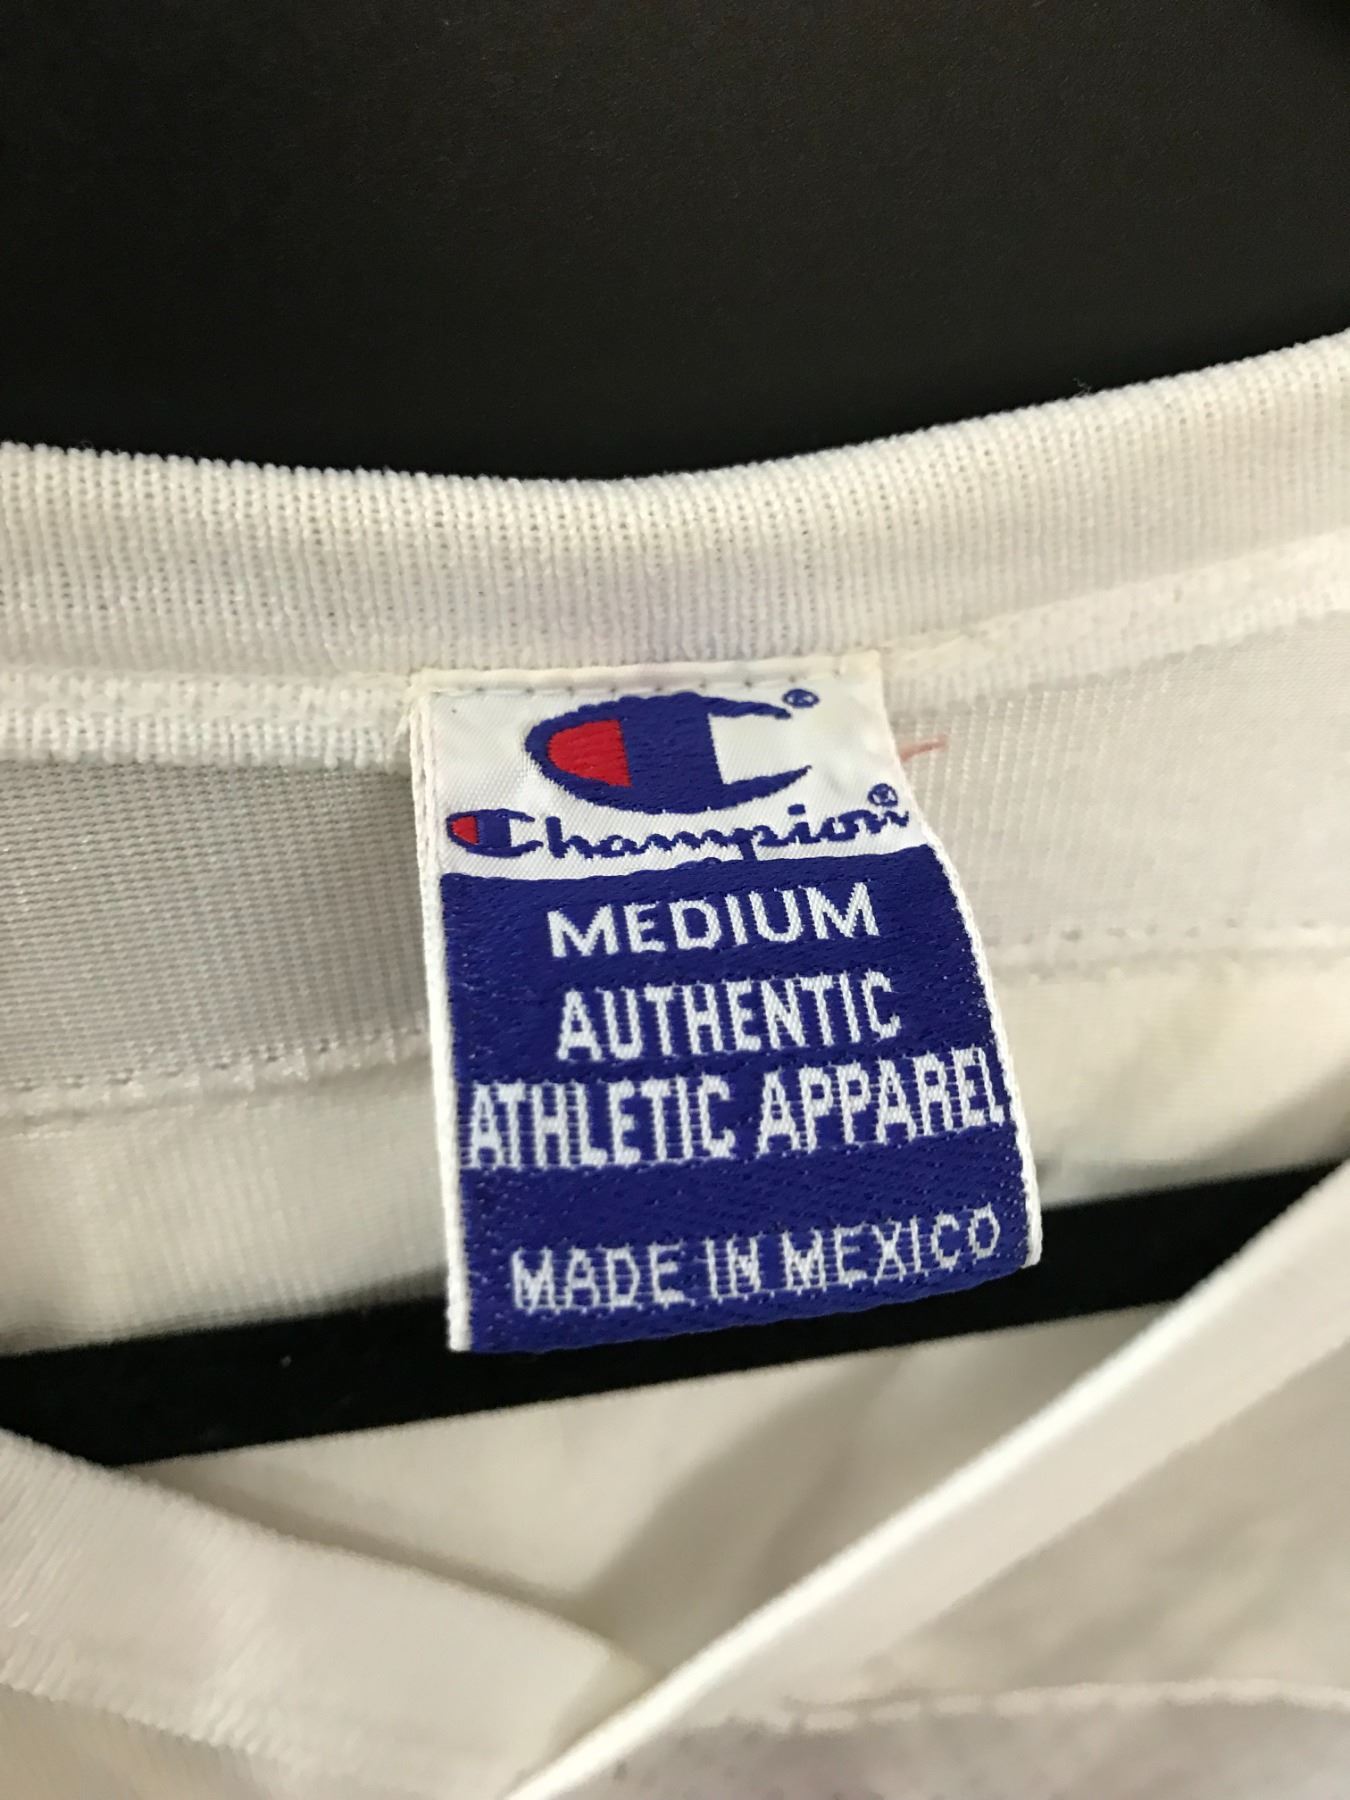 ®
Champion®
MEDIUM
AUTHENTIC
ATHLETIC APPAREL
MADE IN MEXICO